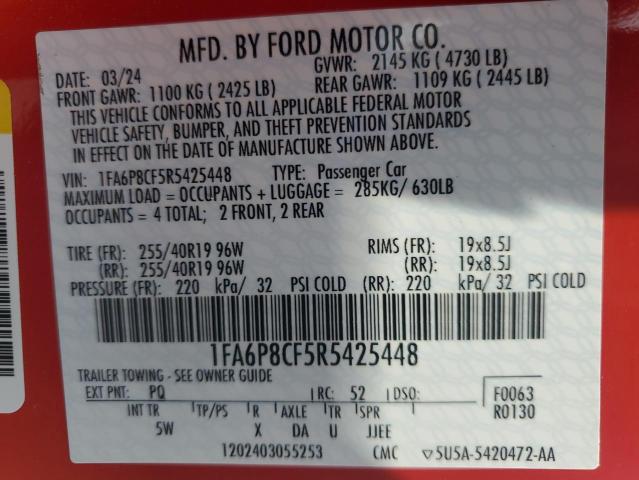 MFD. BY FORD MOTOR CO.
DATE: 03/24 GVWR: 2145 KG ( 4730 LB)
FRONT GAWR: 1100 KG ( 2425 LB) REAR GAWR: 1109 KG ( 2445 LB)
THIS VEHICLE CONFORMS TO ALL APPLICABLE FEDERAL MOTOR
VEHICLE SAFETY, BUMPER, AND THEFT PREVENTION STANDARDS
IN EFFECT ON THE DATE OF MANUFACTURE SHOWN ABOVE.
VIN: 1FA6P8CF5R5425448 TYPE: Passenger Car
MAXIMUM LOAD = OCCUPANTS + LUGGAGE = 285KG/ 630LB
OCCUPANTS = 4 TOTAL; 2 FRONT, 2 REAR
TIRE (FR): 255/40R19 96W RIMS (FR): 19x8.5J
(RR): 255/40R19 96W (RR): 19x8.5J
PRESSURE (FR): 220 kPa/ 32 PSI COLD (RR): 220 kPa/ 32 PSI COLD
1FA6P8CF5R5425448
TRAILER TOWING - SEE OWNER GUIDE
EXT PNT: PQ RC: 52 DSO: F0063
INT TR TP/PS R AXLE TR SPR R0130
5W X DA U JJEE
1202403055253 CMC ▽5U5A-5420472-AA